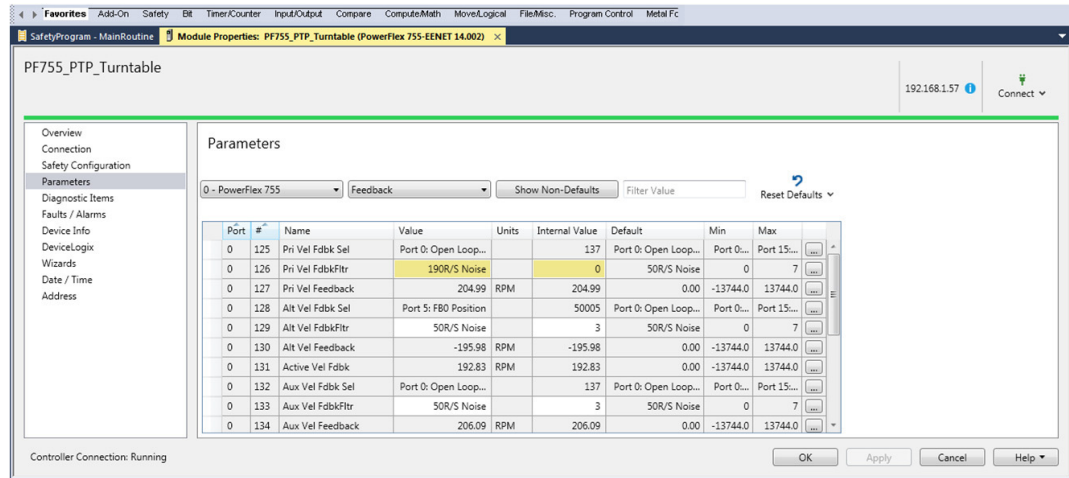 Favorites Add-On Safety Bit Timer/Counter Input/Output Compare Compute/Math Move/Logical File/Misc. Program Control Metal Fc
SafetyProgram - MainRoutine Module Properties: PF755_PTP_Turntable (PowerFlex 755-EENET 14.002) ×
PF755_PTP_Turntable
192.168.1.57
Connect
Overview
Connection
Safety Configuration
Parameters
Diagnostic Items
Faults / Alarms
Device Info
DeviceLogix
Wizards
Date / Time
Address
Parameters
0 - PowerFlex 755 Feedback Show Non-Defaults Filter Value Reset Defaults
Port # Name Value Units Internal Value Default Min Max
0 125 Pri Vel Fdbk Sel Port 0: Open Loop... 137 Port 0: Open Loop... Port 0:... Port 15:... ...
0 126 Pri Vel FdbkFltr 190R/S Noise 0 50R/S Noise 0 7 ...
0 127 Pri Vel Feedback 204.99 RPM 204.99 0.00 -13744.0 13744.0 ...
0 128 Alt Vel Fdbk Sel Port 5: FB0 Position 50005 Port 0: Open Loop... Port 0:... Port 15:... ...
0 129 Alt Vel FdbkFltr 50R/S Noise 3 50R/S Noise 0 7 ...
0 130 Alt Vel Feedback -195.98 RPM -195.98 0.00 -13744.0 13744.0 ...
0 131 Active Vel Fdbk 192.83 RPM 192.83 0.00 -13744.0 13744.0 ...
0 132 Aux Vel Fdbk Sel Port 0: Open Loop... 137 Port 0: Open Loop... Port 0:... Port 15:... ...
0 133 Aux Vel FdbkFltr 50R/S Noise 3 50R/S Noise 0 7 ...
0 134 Aux Vel Feedback 206.09 RPM 206.09 0.00 -13744.0 13744.0 ...
Controller Connection: Running
OK Apply Cancel Help